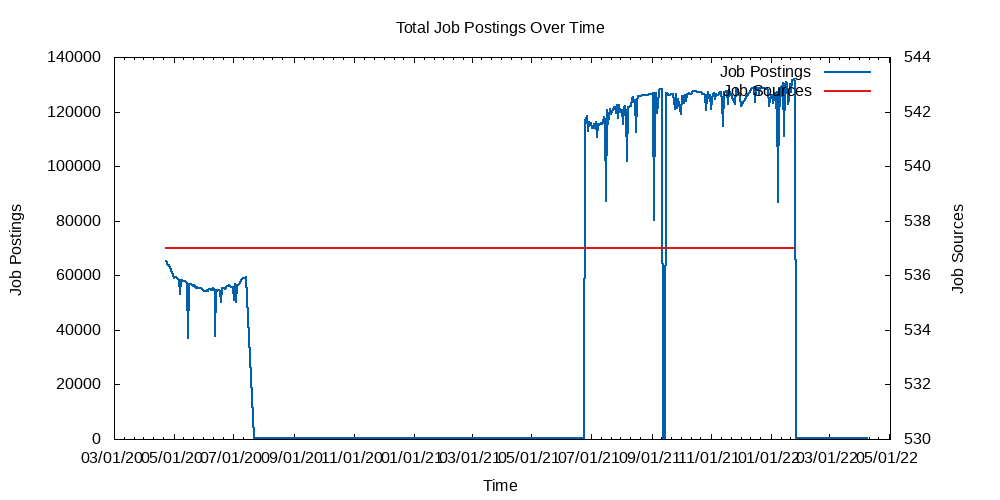 Total Job Postings Over Time
140000
120000
100000
80000
60000
40000
20000
0
Job Postings
544
542
540
538
536
534
532
530
Job Sources
Job Postings
Job Sources
03/01/20 05/01/20 07/01/20 09/01/20 11/01/20 01/01/21 03/01/21 05/01/21 07/01/21 09/01/21 11/01/21 01/01/22 03/01/22 05/01/22
Time